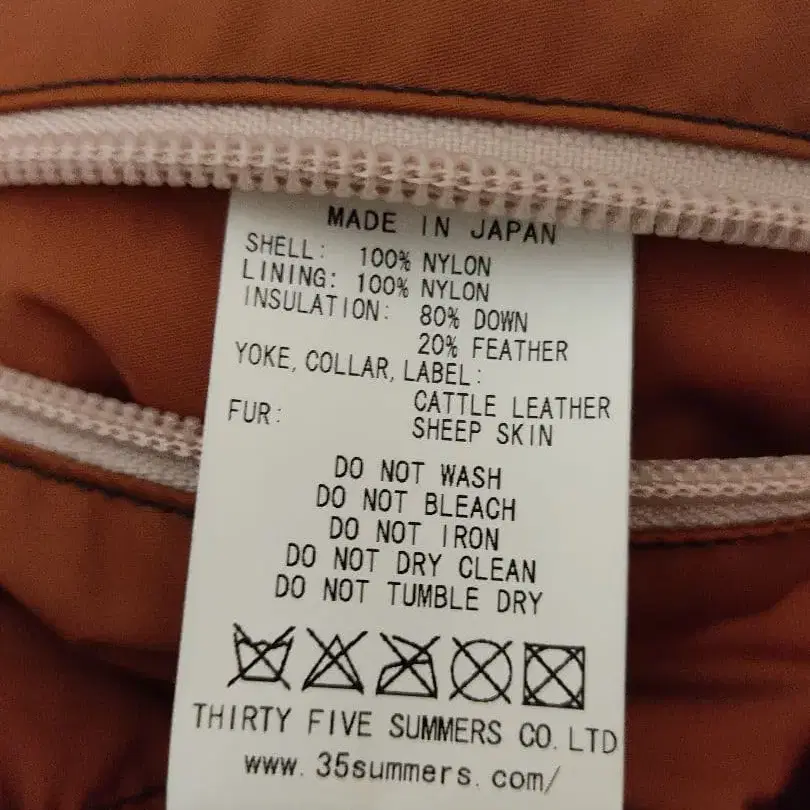 MADE IN JAPAN
SHELL: 100% NYLON
LINING: 100% NYLON
INSULATION: 80% DOWN
20% FEATHER
YOKE, COLLAR, LABEL:
CATTLE LEATHER
FUR: SHEEP SKIN
DO NOT WASH
DO NOT BLEACH
DO NOT IRON
DO NOT DRY CLEAN
DO NOT TUMBLE DRY
THIRTY FIVE SUMMERS CO. LTD
www. 35summers. com/